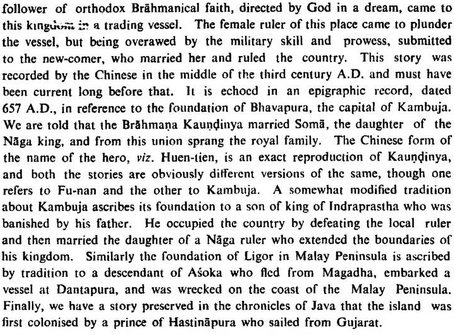 follower of orthodox Brāhmanical faith, directed by God in a dream, came to
this kingdom in a trading vessel. The female ruler of this place came to plunder
the vessel, but being overawed by the military skill and prowess, submitted
to the new-comer, who married her and ruled the country. This story was
recorded by the Chinese in the middle of the third century A.D. and must have
been current long before that. It is echoed in an epigraphic record, dated
657 A.D., in reference to the foundation of Bhavapura, the capital of Kambuja.
We are told that the Brāhmaṇa Kauṇḍinya married Somā, the daughter of the
Nāga king, and from this union sprang the royal family. The Chinese form of
the name of the hero, viz. Huen-tien, is an exact reproduction of Kauṇḍinya,
and both the stories are obviously different versions of the same, though one
refers to Fu-nan and the other to Kambuja. A somewhat modified tradition
about Kambuja ascribes its foundation to a son of king of Indraprastha who was
banished by his father. He occupied the country by defeating the local ruler
and then married the daughter of a Nāga ruler who extended the boundaries of
his kingdom. Similarly the foundation of Ligor in Malay Peninsula is ascribed
by tradition to a descendant of Aśoka who fled from Magadha, embarked a
vessel at Dantapura, and was wrecked on the coast of the Malay Peninsula.
Finally, we have a story preserved in the chronicles of Java that the island was
first colonised by a prince of Hastināpura who sailed from Gujarat.